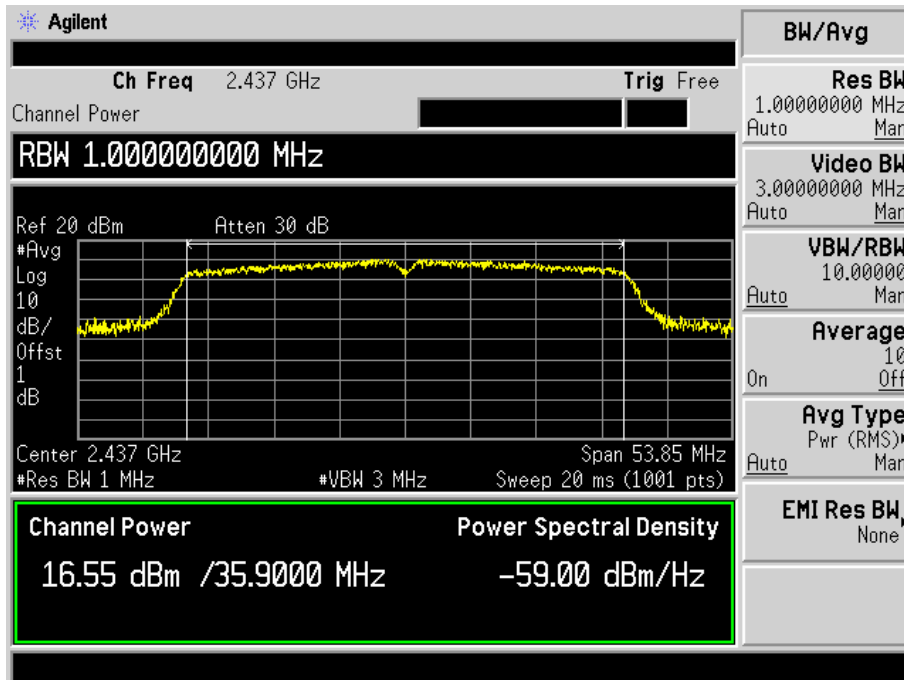 Agilent
BW/Avg
Ch Freq 2.437 GHz Trig Free
Channel Power
RBW 1.000000000 MHz
Ref 20 dBm Atten 30 dB
#Avg
Log
10
dB/
Offst
1
dB
Center 2.437 GHz Span 53.85 MHz
#Res BW 1 MHz #VBW 3 MHz Sweep 20 ms (1001 pts)
Channel Power Power Spectral Density
16.55 dBm /35.9000 MHz -59.00 dBm/Hz
Res BW
1.00000000 MHz
Auto Man
Video BW
3.00000000 MHz
Auto Man
VBW/RBW
10.00000
Auto Man
Average
10
On Off
Avg Type
Pwr (RMS)
Auto Man
EMI Res BW
None